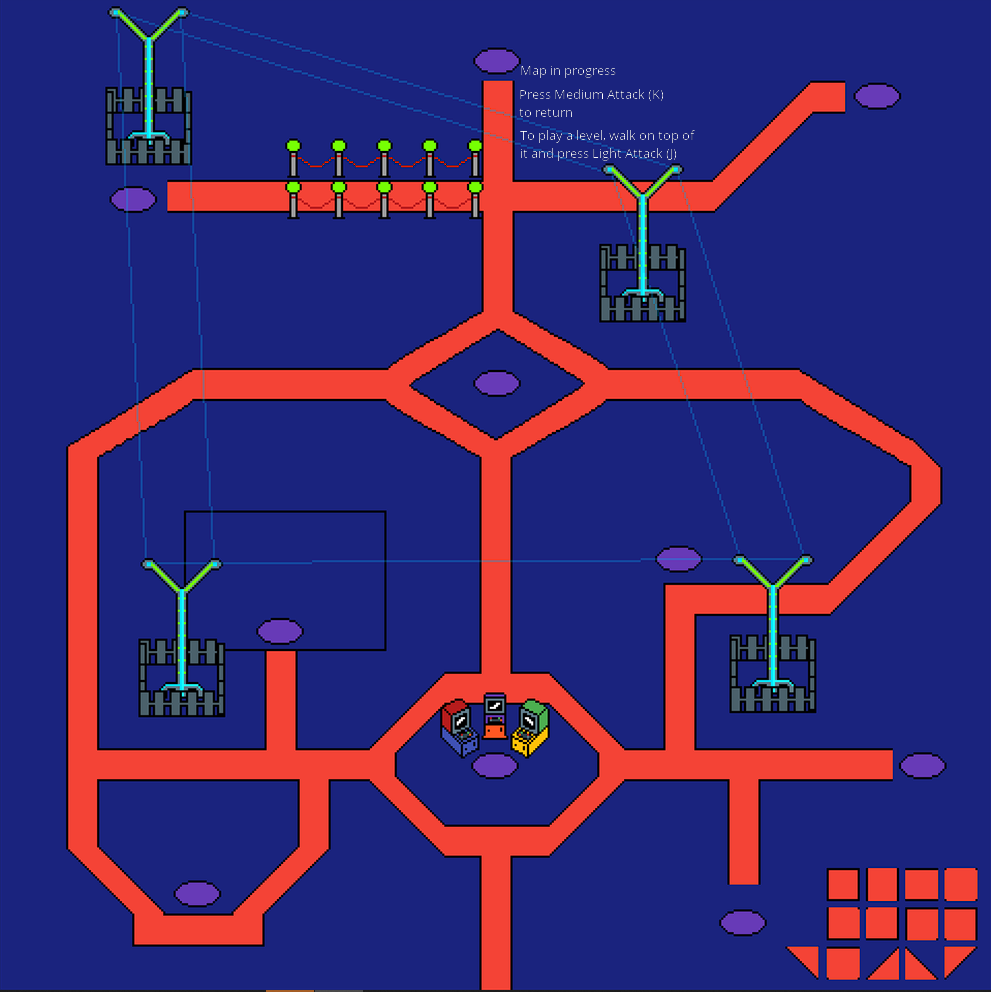 Map in progress
Press Medium Attack (K)
to return
To play a level, walk on top of
it and press Light Attack (J)